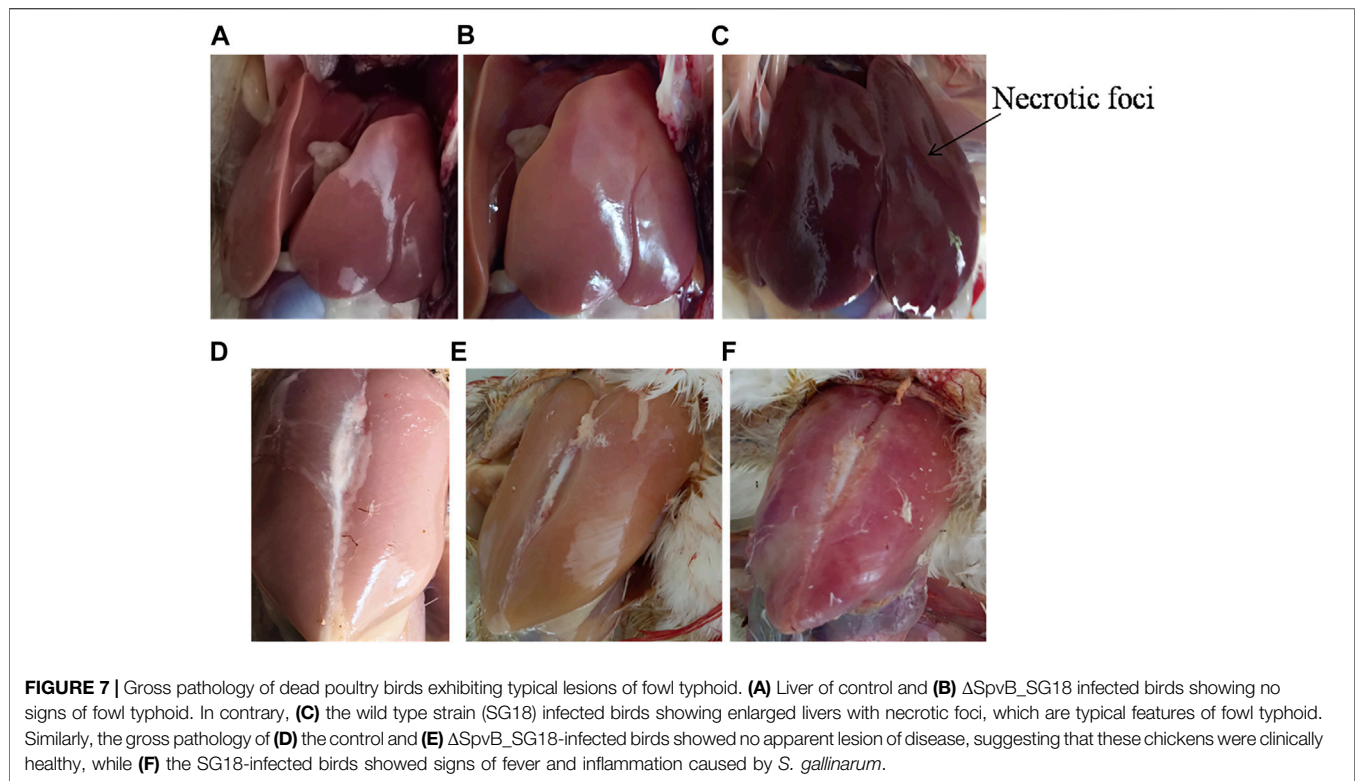 A
B
C
Necrotic foci
D
E
F
FIGURE 7 | Gross pathology of dead poultry birds exhibiting typical lesions of fowl typhoid. (A) Liver of control and (B) ΔSpvB_SG18 infected birds showing no
signs of fowl typhoid. In contrary, (C) the wild type strain (SG18) infected birds showing enlarged livers with necrotic foci, which are typical features of fowl typhoid.
Similarly, the gross pathology of (D) the control and (E) ΔSpvB_SG18-infected birds showed no apparent lesion of disease, suggesting that these chickens were clinically
healthy, while (F) the SG18-infected birds showed signs of fever and inflammation caused by S. gallinarum.